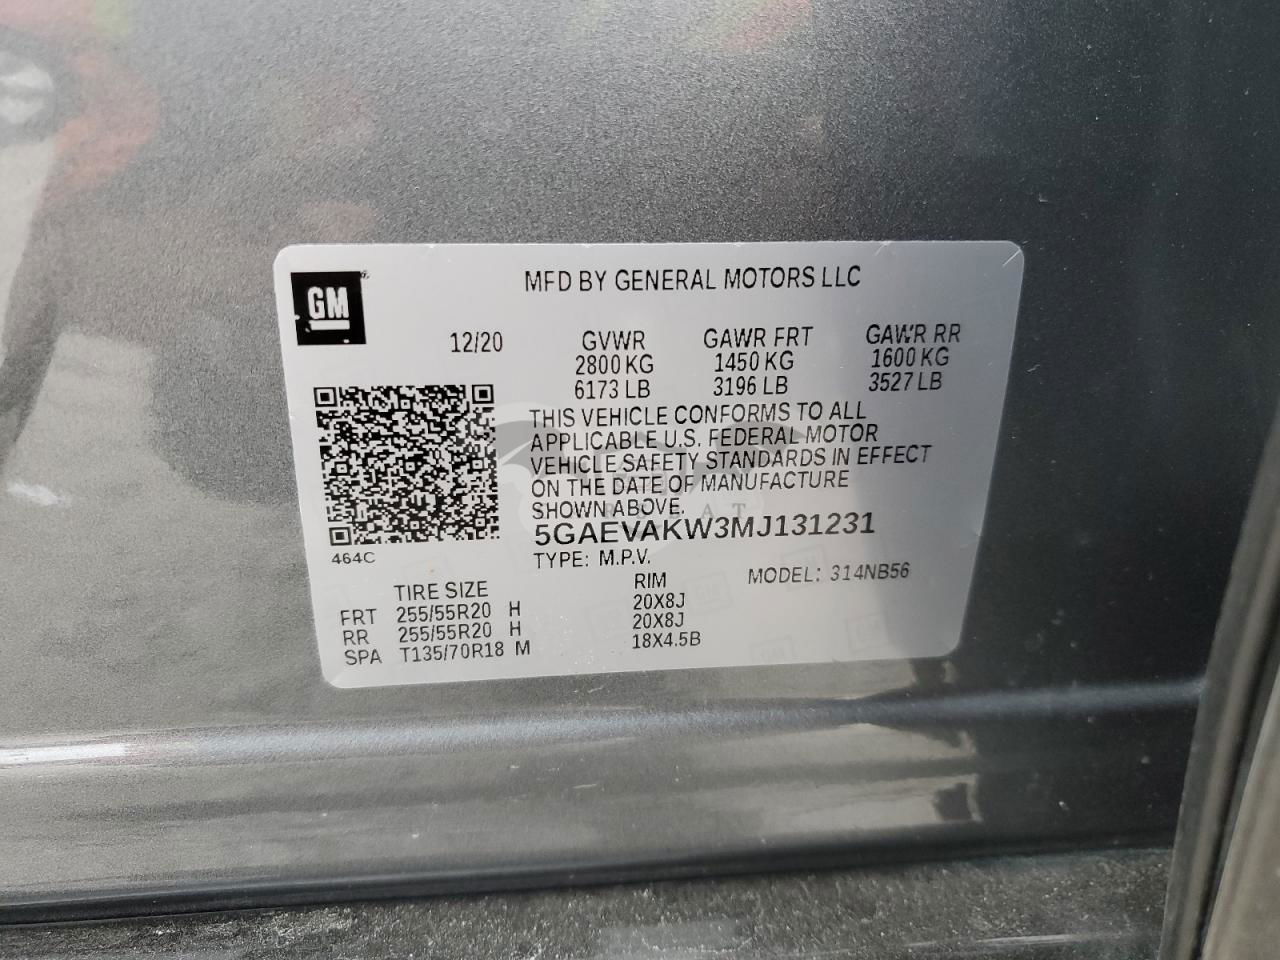 GM
MFD BY GENERAL MOTORS LLC
12/20 GVWR GAWR FRT GAWR RR
2800 KG 1450 KG 1600 KG
6173 LB 3196 LB 3527 LB
THIS VEHICLE CONFORMS TO ALL
APPLICABLE U.S. FEDERAL MOTOR
VEHICLE SAFETY STANDARDS IN EFFECT
ON THE DATE OF MANUFACTURE
SHOWN ABOVE.
5GAEVAKW3MJ131231
464C
TYPE: M.P.V. MODEL: 314NB56
TIRE SIZE RIM
FRT 255/55R20 H 20X8J
RR 255/55R20 H 20X8J
SPA T135/70R18 M 18X4.5B